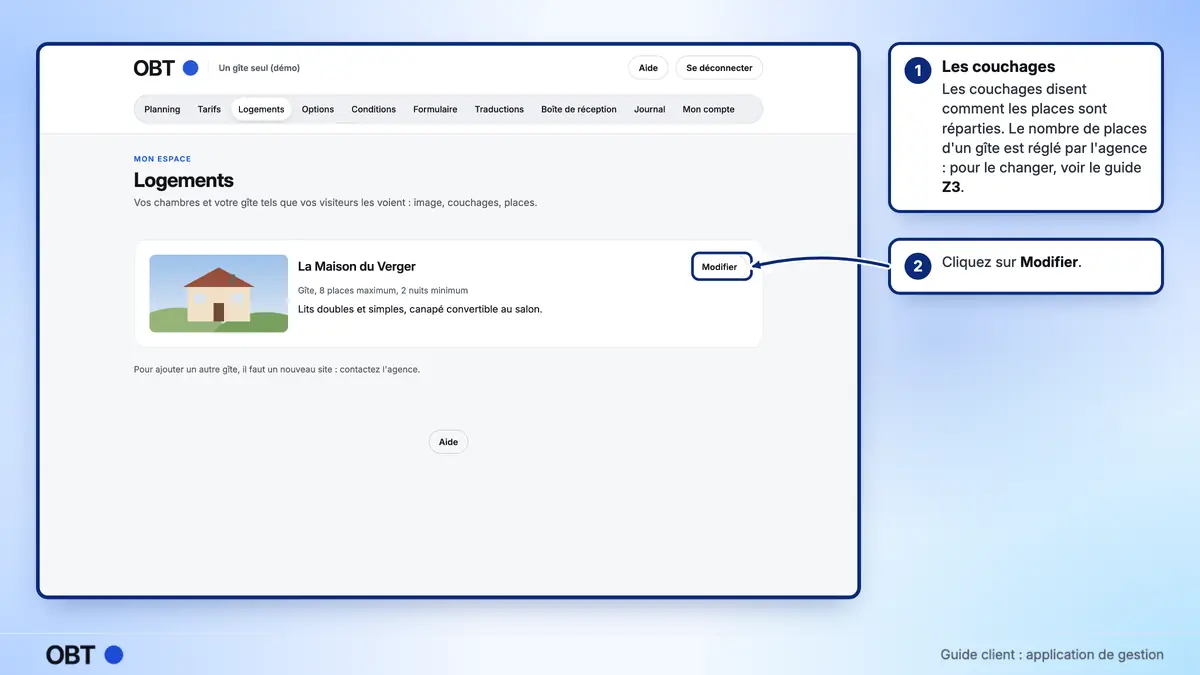 OBT
Un gîte seul (démo)
Aide
Se déconnecter
Planning
Tarifs
Logements
Options
Conditions
Formulaire
Traductions
Boîte de réception
Journal
Mon compte
MON ESPACE
Logements
Vos chambres et votre gîte tels que vos visiteurs les voient : image, couchages, places.
La Maison du Verger
Gîte, 8 places maximum, 2 nuits minimum
Lits doubles et simples, canapé convertible au salon.
Modifier
Pour ajouter un autre gîte, il faut un nouveau site : contactez l'agence.
Aide
1
Les couchages
Les couchages disent
comment les places sont
réparties. Le nombre de places
d'un gîte est réglé par l'agence
: pour le changer, voir le guide
Z3.
2
Cliquez sur Modifier.
OBT
Guide client : application de gestion